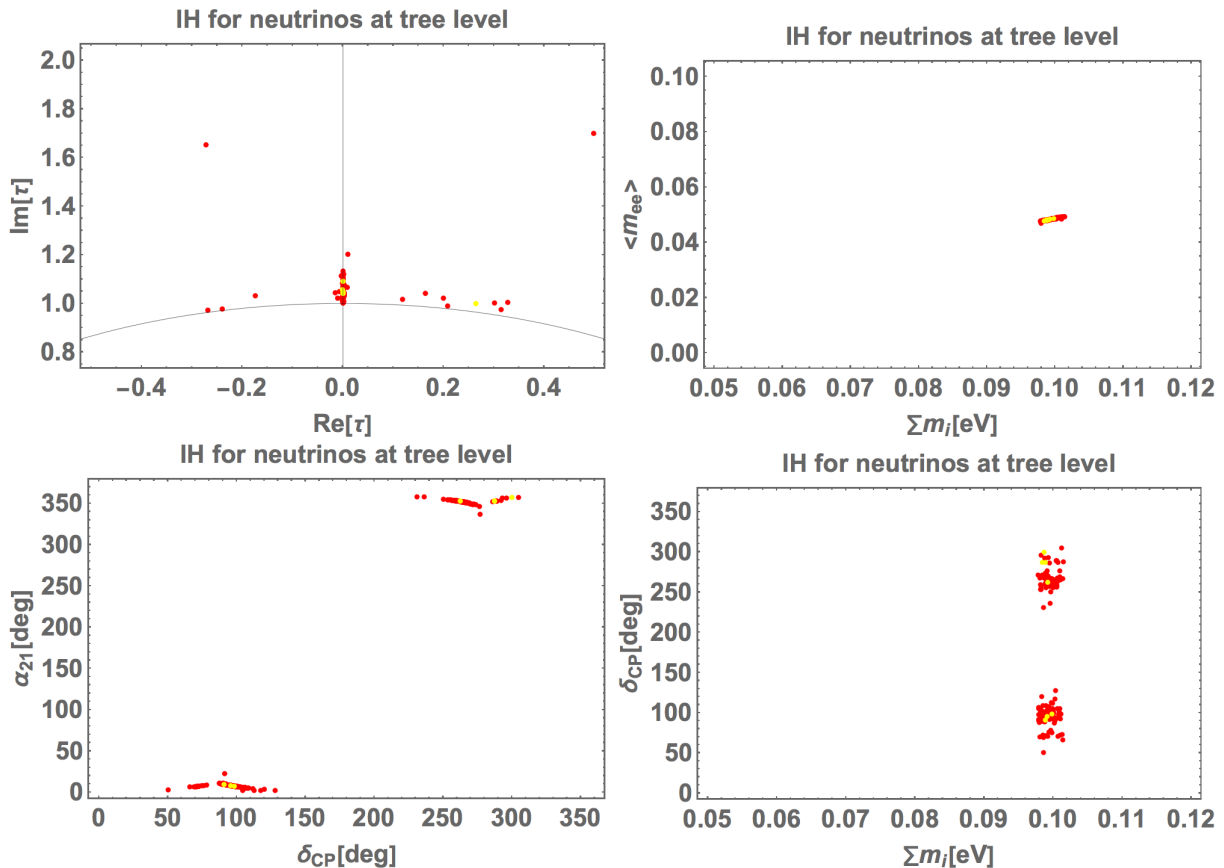 IH for neutrinos at tree level
Im[τ]
2.0
1.8
1.6
1.4
1.2
1.0
0.8
−0.4 −0.2 0.0 0.2 0.4
Re[τ]
IH for neutrinos at tree level
<mee>
0.10
0.08
0.06
0.04
0.02
0.00
0.05 0.06 0.07 0.08 0.09 0.10 0.11 0.12
∑mi[eV]
IH for neutrinos at tree level
α21[deg]
350
300
250
200
150
100
50
0
0 50 100 150 200 250 300 350
δCP[deg]
IH for neutrinos at tree level
δCP[deg]
350
300
250
200
150
100
50
0
0.05 0.06 0.07 0.08 0.09 0.10 0.11 0.12
∑mi[eV]